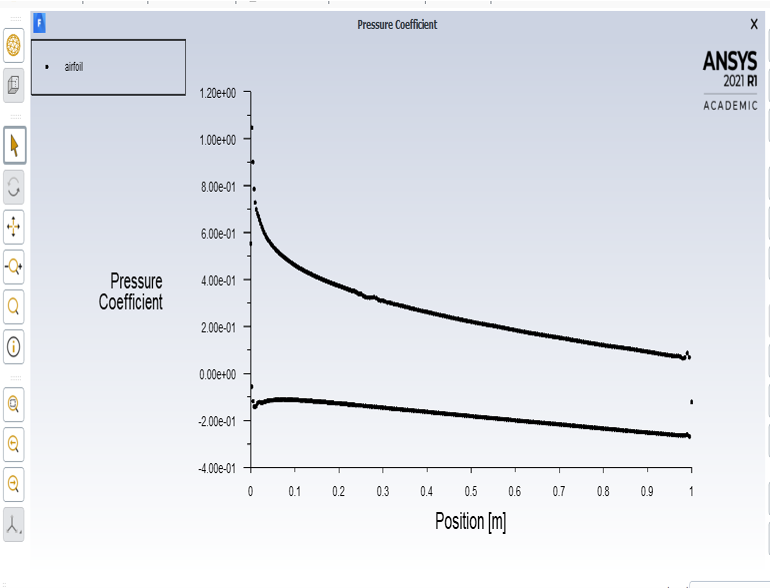 Pressure Coefficient
X
F
airfoil
ANSYS
2021 R1
ACADEMIC
1.20e+00
1.00e+00
8.00e-01
6.00e-01
4.00e-01
2.00e-01
0.00e+00
-2.00e-01
-4.00e-01
Pressure
Coefficient
0 0.1 0.2 0.3 0.4 0.5 0.6 0.7 0.8 0.9 1
Position [m]